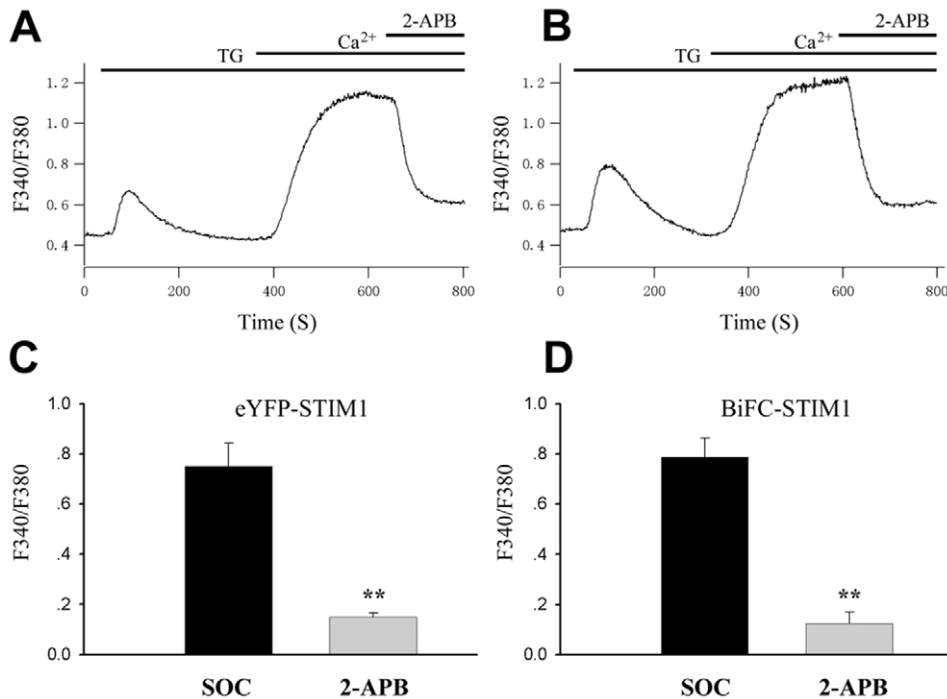 A
2-APB
Ca²⁺
TG
F340/F380
1.2
1.0
0.8
0.6
0.4
0
200
400
600
800
Time (S)
B
2-APB
Ca²⁺
TG
F340/F380
1.2
1.0
0.8
0.6
0.4
0
200
400
600
800
Time (S)
C
eYFP-STIM1
F340/F380
1.0
.8
.6
.4
.2
0.0
**
SOC
2-APB
D
BiFC-STIM1
F340/F380
1.0
.8
.6
.4
.2
0.0
**
SOC
2-APB